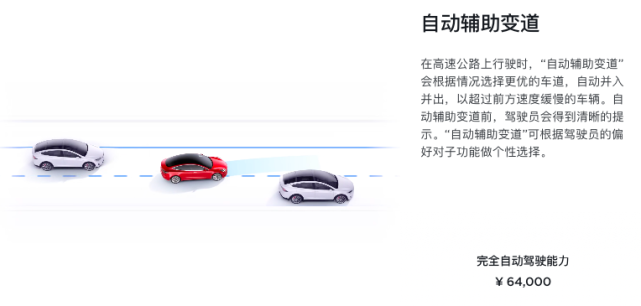 自动辅助变道
在高速公路上行驶时，“自动辅助变道”
会根据情况选择更优的车道，自动并入
并出，以超过前方速度缓慢的车辆。自
动辅助变道前，驾驶员会得到清晰的提
示。“自动辅助变道”可根据驾驶员的偏
好对子功能做个性选择。
完全自动驾驶能力
¥ 64,000